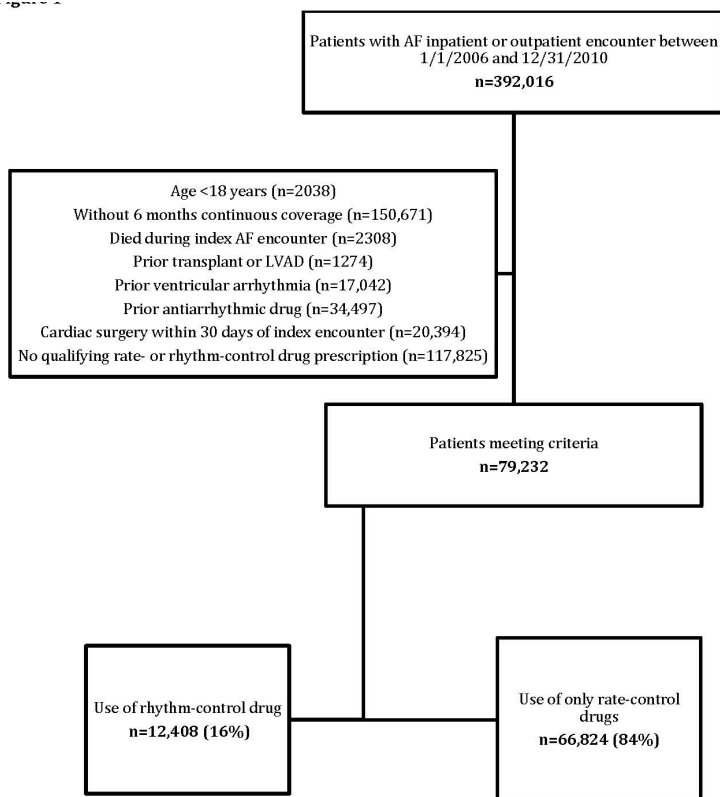 Patients with AF inpatient or outpatient encounter between
1/1/2006 and 12/31/2010
n=392,016
Age <18 years (n=2038)
Without 6 months continuous coverage (n=150,671)
Died during index AF encounter (n=2308)
Prior transplant or LVAD (n=1274)
Prior ventricular arrhythmia (n=17,042)
Prior antiarrhythmic drug (n=34,497)
Cardiac surgery within 30 days of index encounter (n=20,394)
No qualifying rate- or rhythm-control drug prescription (n=117,825)
Patients meeting criteria
n=79,232
Use of rhythm-control drug
n=12,408 (16%)
Use of only rate-control
drugs
n=66,824 (84%)